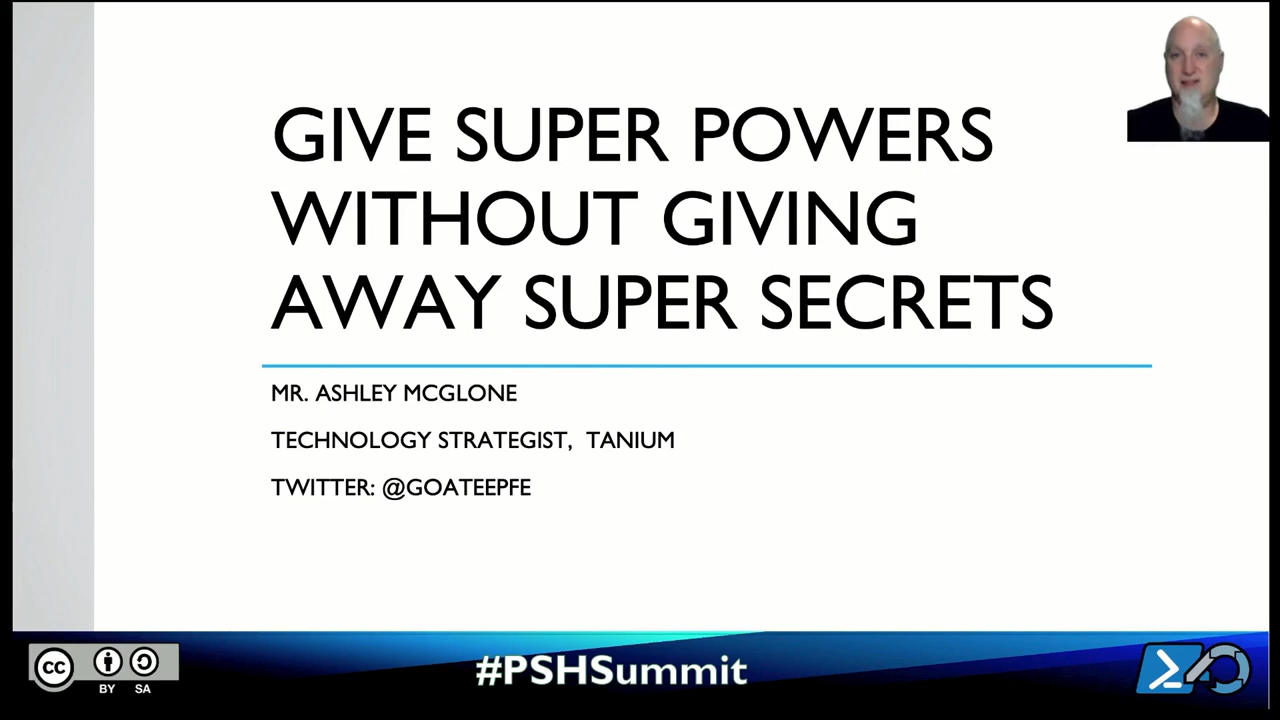 GIVE SUPER POWERS
WITHOUT GIVING
AWAY SUPER SECRETS
MR. ASHLEY MCGLONE
TECHNOLOGY STRATEGIST, TANIUM
TWITTER: @GOATEEPFE
cc
BY SA
#PSHSummit